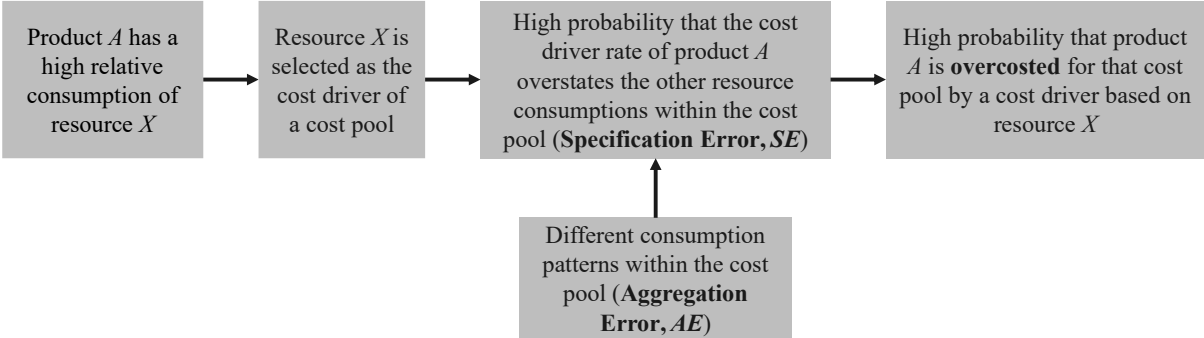 Product A has a
high relative
consumption of
resource X
Resource X is
selected as the
cost driver of
a cost pool
High probability that the cost
driver rate of product A
overstates the other resource
consumptions within the cost
pool (Specification Error, SE)
High probability that product
A is overcosted for that cost
pool by a cost driver based on
resource X
Different consumption
patterns within the cost
pool (Aggregation
Error, AE)